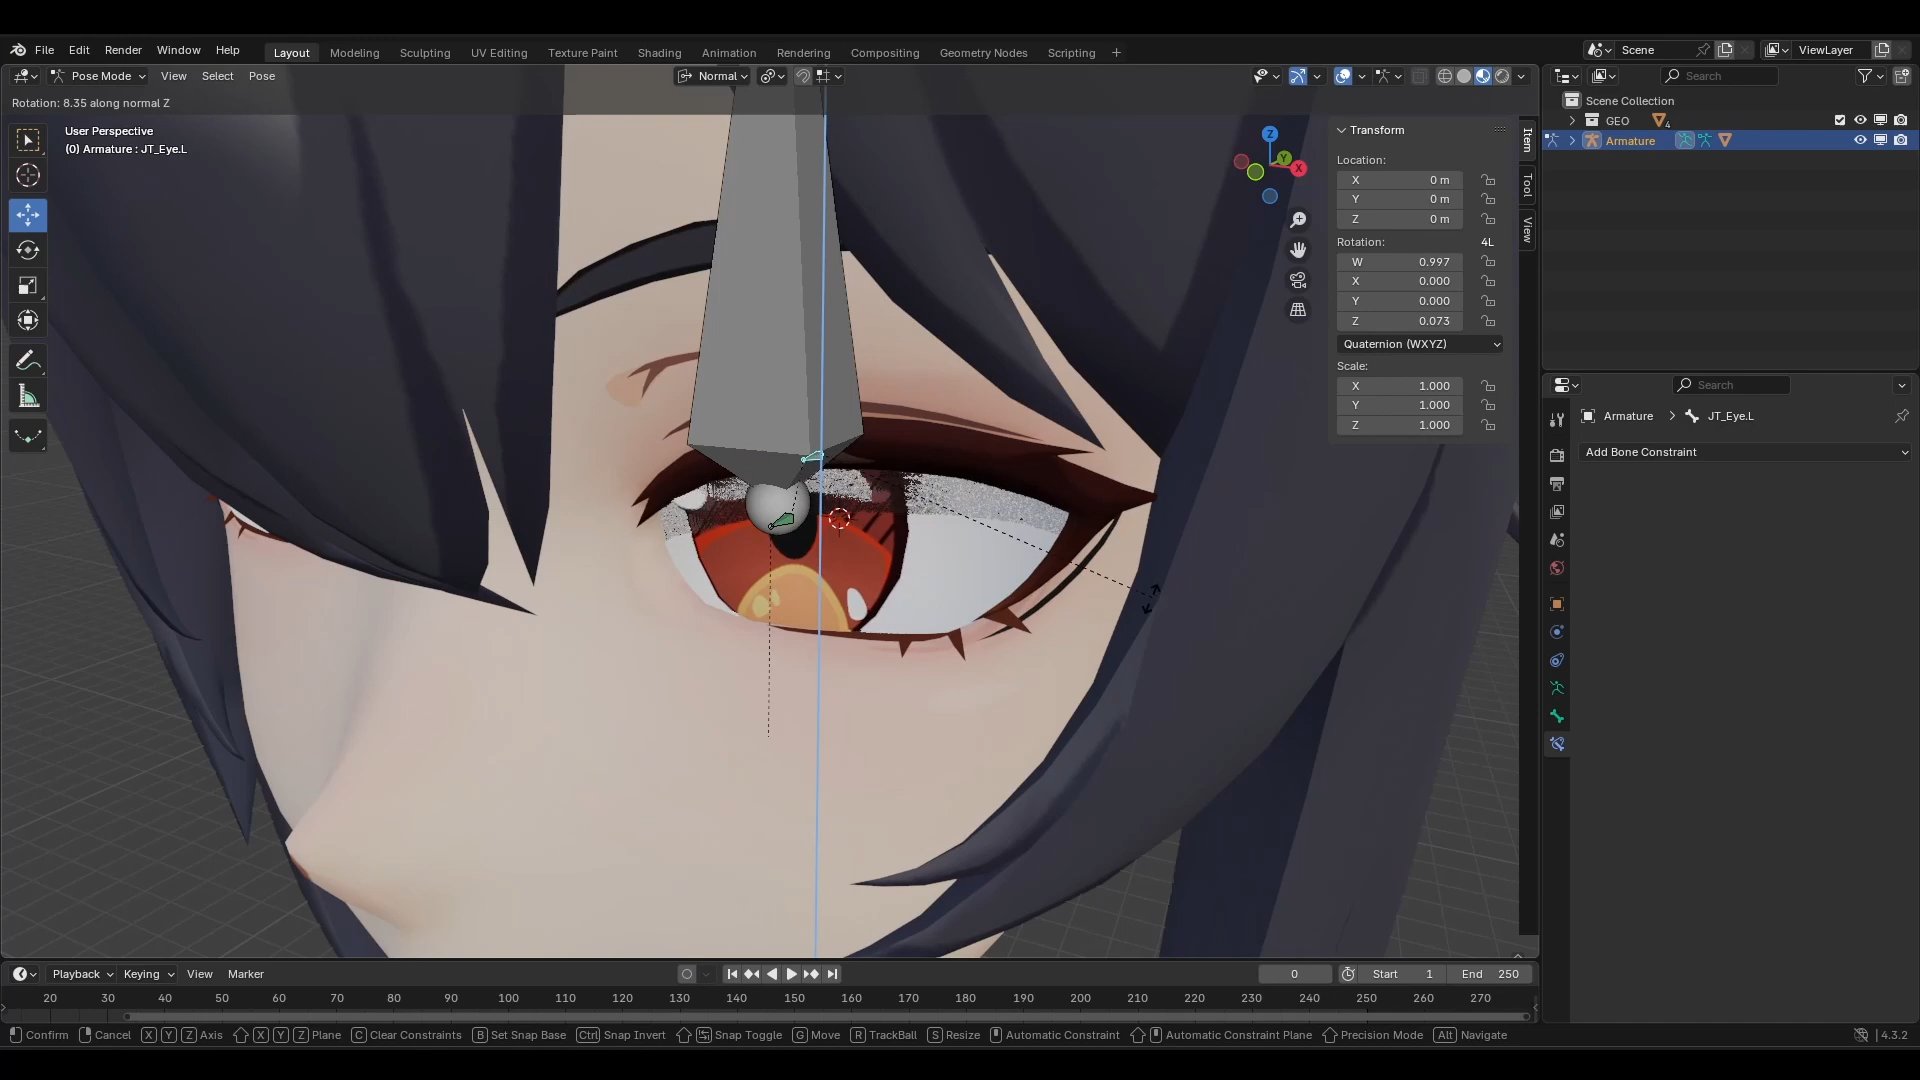 File Edit Render Window Help Layout Modeling Sculpting UV Editing Texture Paint Shading Animation Rendering Compositing Geometry Nodes Scripting + Scene ViewLayer
Pose Mode View Select Pose Normal Search
Rotation: 8.35 along normal Z
User Perspective
(0) Armature : JT_Eye.L
Z
Y
X
Transform
Location:
X 0 m
Y 0 m
Z 0 m
Rotation: 4L
W 0.997
X 0.000
Y 0.000
Z 0.073
Quaternion (WXYZ)
Scale:
X 1.000
Y 1.000
Z 1.000
Item
Tool
View
Scene Collection
GEO 4
Armature
Search
Armature > JT_Eye.L
Add Bone Constraint
Playback Keying View Marker 0 Start 1 End 250
20 30 40 50 60 70 80 90 100 110 120 130 140 150 160 170 180 190 200 210 220 230 240 250 260 270
Confirm Cancel X Y Z Axis X Y Z Plane C Clear Constraints B Set Snap Base Ctrl Snap Invert Snap Toggle G Move R TrackBall S Resize Automatic Constraint Automatic Constraint Plane Precision Mode Alt Navigate 4.3.2